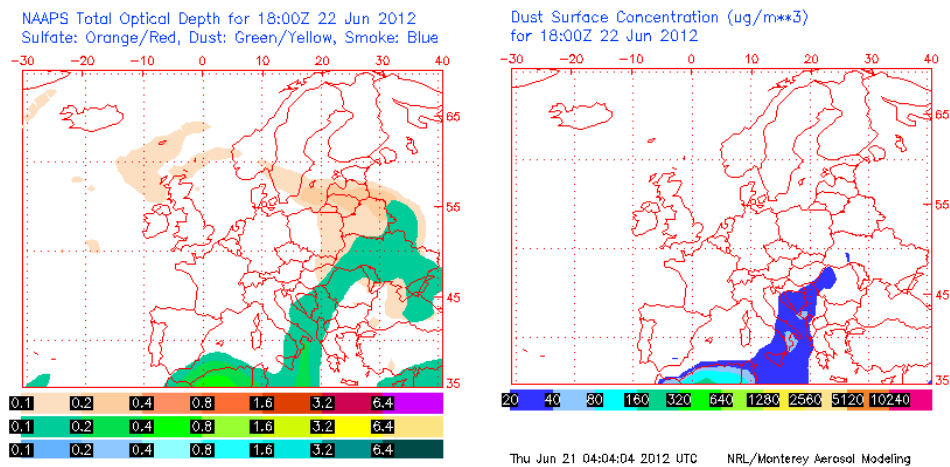 NAAPS Total Optical Depth for 18:00Z 22 Jun 2012
Sulfate: Orange/Red, Dust: Green/Yellow, Smoke: Blue
-30 -20 -10 0 10 20 30 40
65
55
45
35
0.1 0.2 0.4 0.8 1.6 3.2 6.4
0.1 0.2 0.4 0.8 1.6 3.2 6.4
0.1 0.2 0.4 0.8 1.6 3.2 6.4
Dust Surface Concentration (ug/m**3)
for 18:00Z 22 Jun 2012
-30 -20 -10 0 10 20 30 40
65
55
45
35
20 40 80 160 320 640 1280 2560 5120 10240
Thu Jun 21 04:04:04 2012 UTC NRL/Monterey Aerosol Modeling